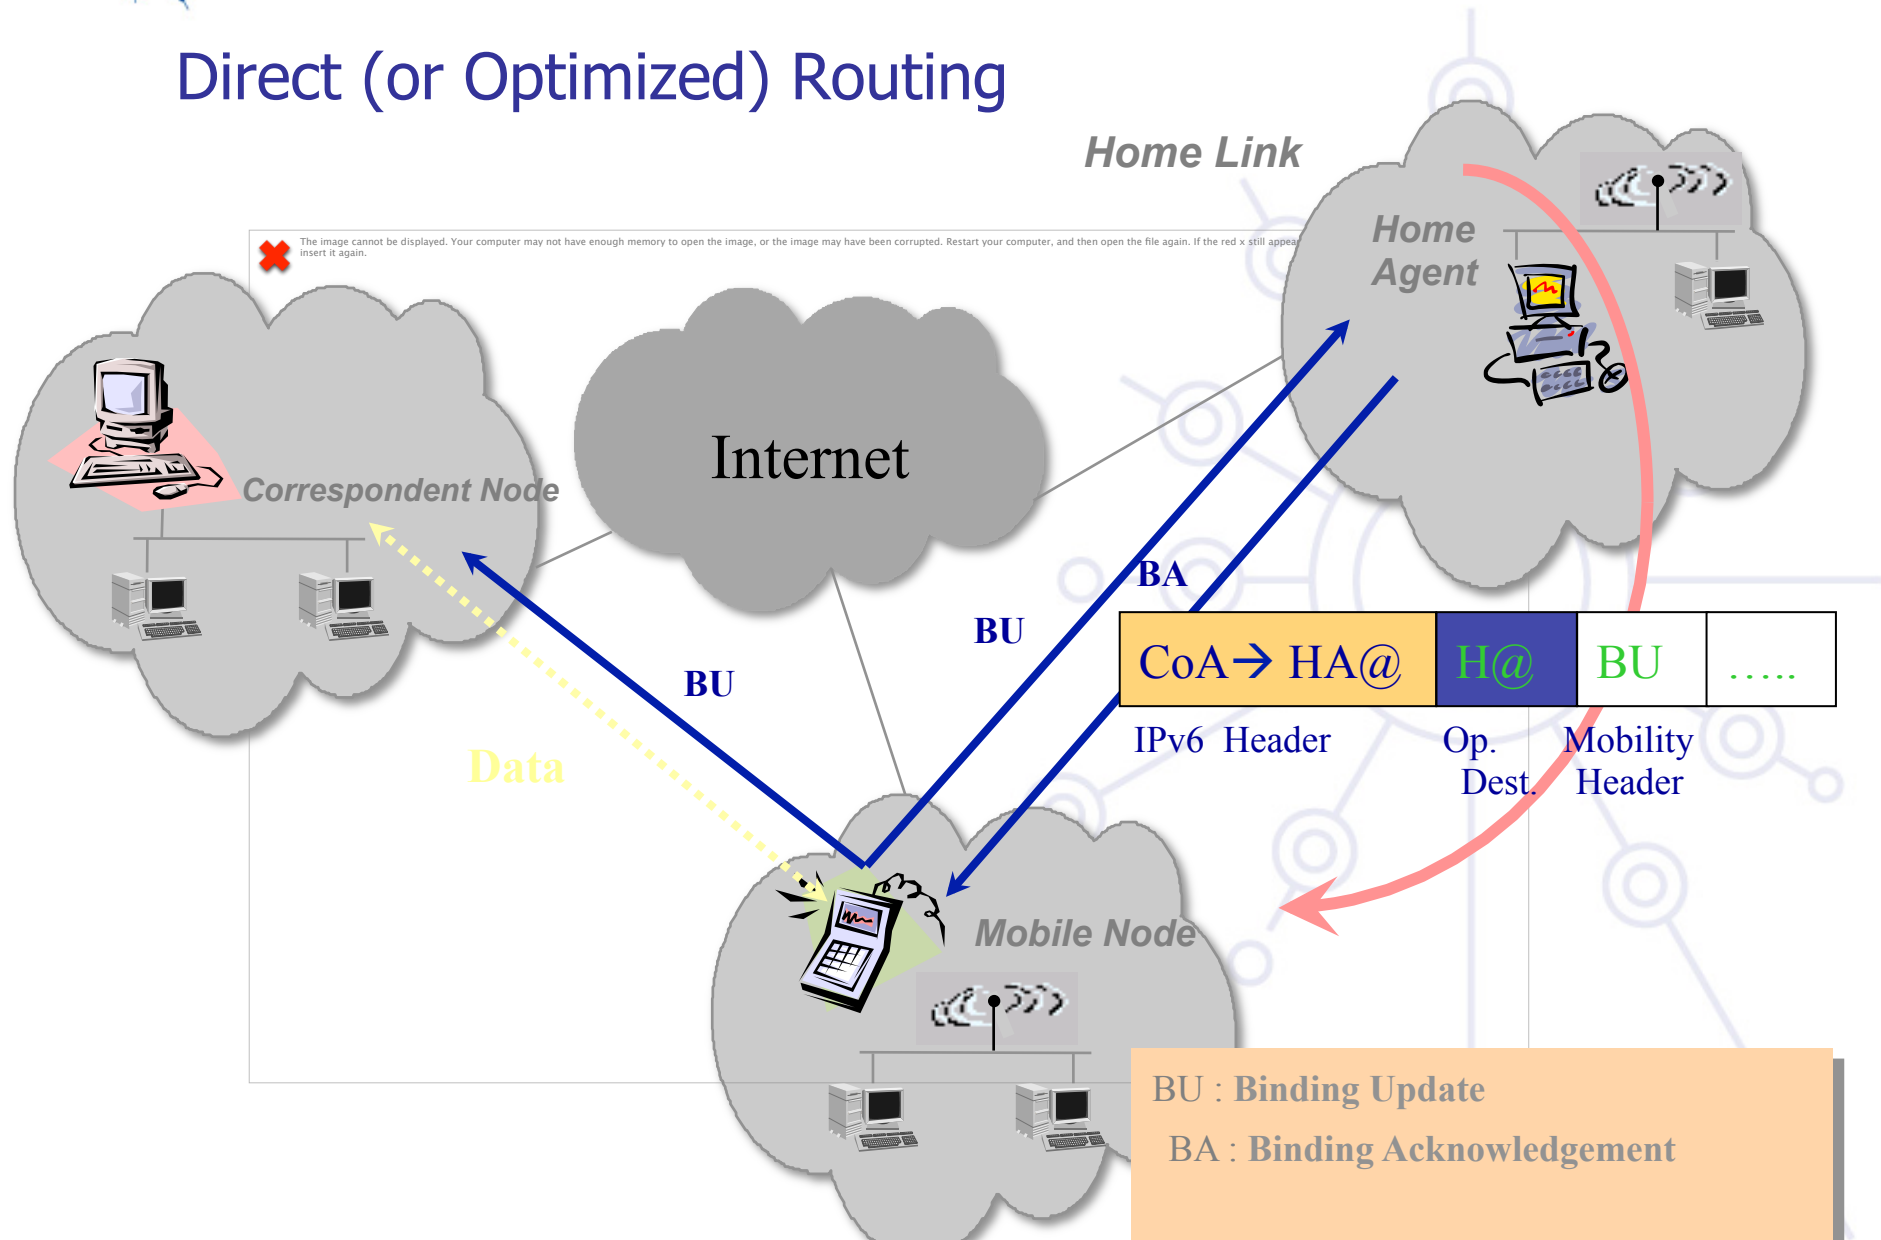 Direct (or Optimized) Routing
Home Link
The image cannot be displayed. Your computer may not have enough memory to open the image, or the image may have been corrupted. Restart your computer, and then open the file again. If the red x still appear
insert it again.
Home
Agent
Internet
Correspondent Node
BA
BU
BU
CoA→ HA@ H@ BU .....
IPv6 Header Op. Mobility
Dest. Header
Data
Mobile Node
BU : Binding Update
BA : Binding Acknowledgement